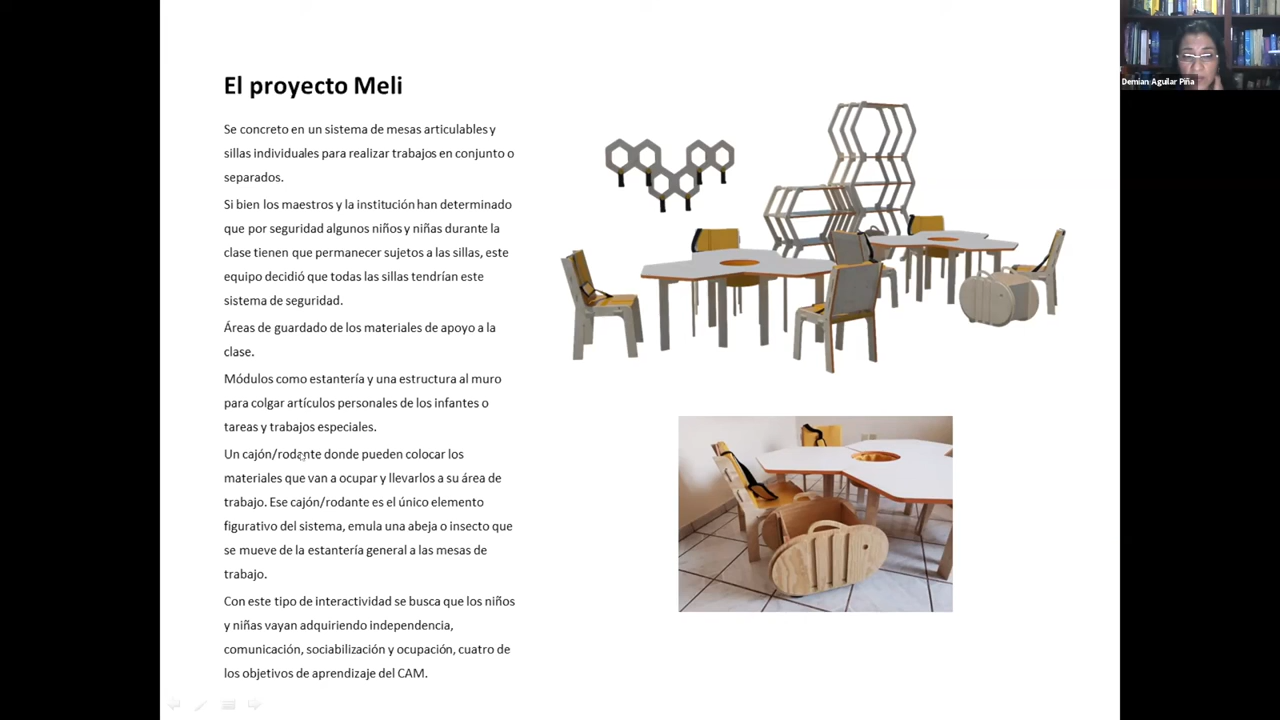 El proyecto Meli
Se concreto en un sistema de mesas articulables y
sillas individuales para realizar trabajos en conjunto o
separados.
Si bien los maestros y la institución han determinado
que por seguridad algunos niños y niñas durante la
clase tienen que permanecer sujetos a las sillas, este
equipo decidió que todas las sillas tendrían este
sistema de seguridad.
Áreas de guardado de los materiales de apoyo a la
clase.
Módulos como estantería y una estructura al muro
para colgar artículos personales de los infantes o
tareas y trabajos especiales.
Un cajón/rodante donde pueden colocar los
materiales que van a ocupar y llevarlos a su área de
trabajo. Ese cajón/rodante es el único elemento
figurativo del sistema, emula una abeja o insecto que
se mueve de la estantería general a las mesas de
trabajo.
Con este tipo de interactividad se busca que los niños
y niñas vayan adquiriendo independencia,
comunicación, sociabilización y ocupación, cuatro de
los objetivos de aprendizaje del CAM.
Demian Aguilar Piña